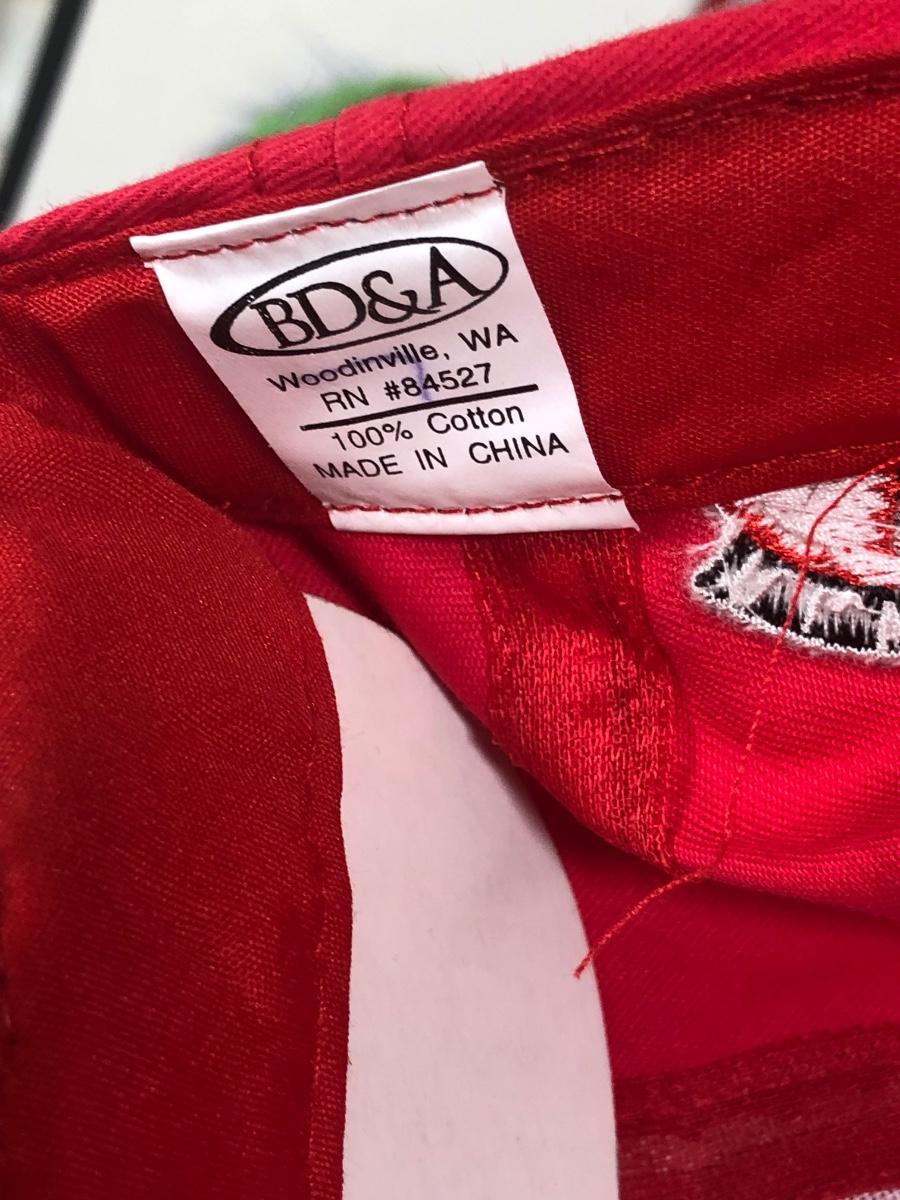 BD&A
Woodinville, WA
RN #84527
100% Cotton
MADE IN CHINA